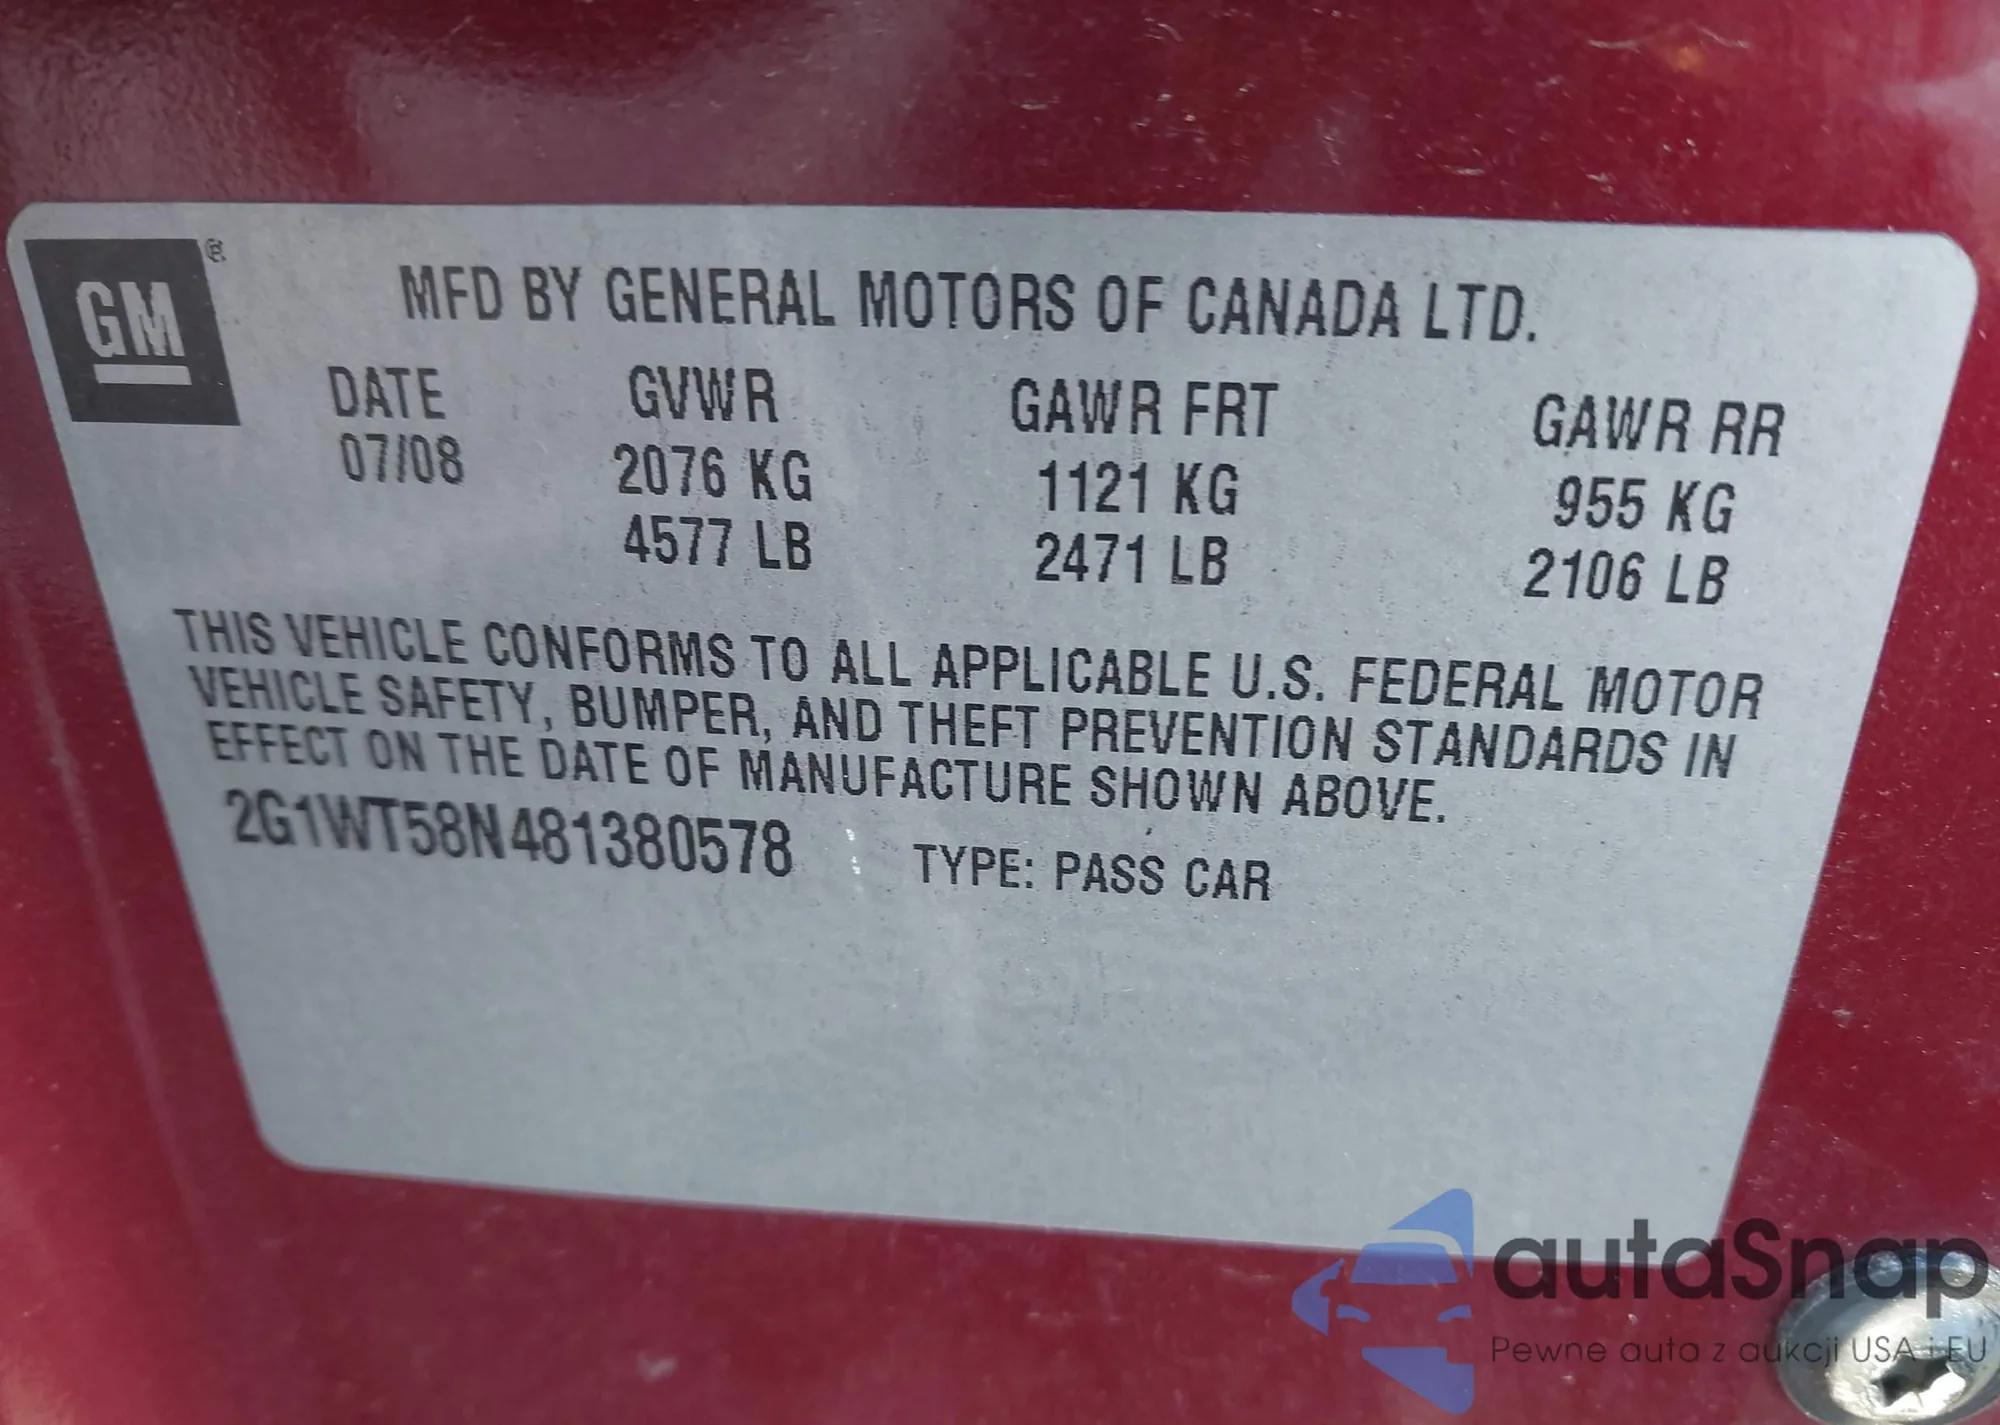 GM ®
MFD BY GENERAL MOTORS OF CANADA LTD.
DATE GVWR GAWR FRT GAWR RR
07/08 2076 KG 1121 KG 955 KG
4577 LB 2471 LB 2106 LB
THIS VEHICLE CONFORMS TO ALL APPLICABLE U.S. FEDERAL MOTOR
VEHICLE SAFETY, BUMPER, AND THEFT PREVENTION STANDARDS IN
EFFECT ON THE DATE OF MANUFACTURE SHOWN ABOVE.
2G1WT58N481380578 TYPE: PASS CAR
autaSnap
Pewne auta z aukcji USA i EU